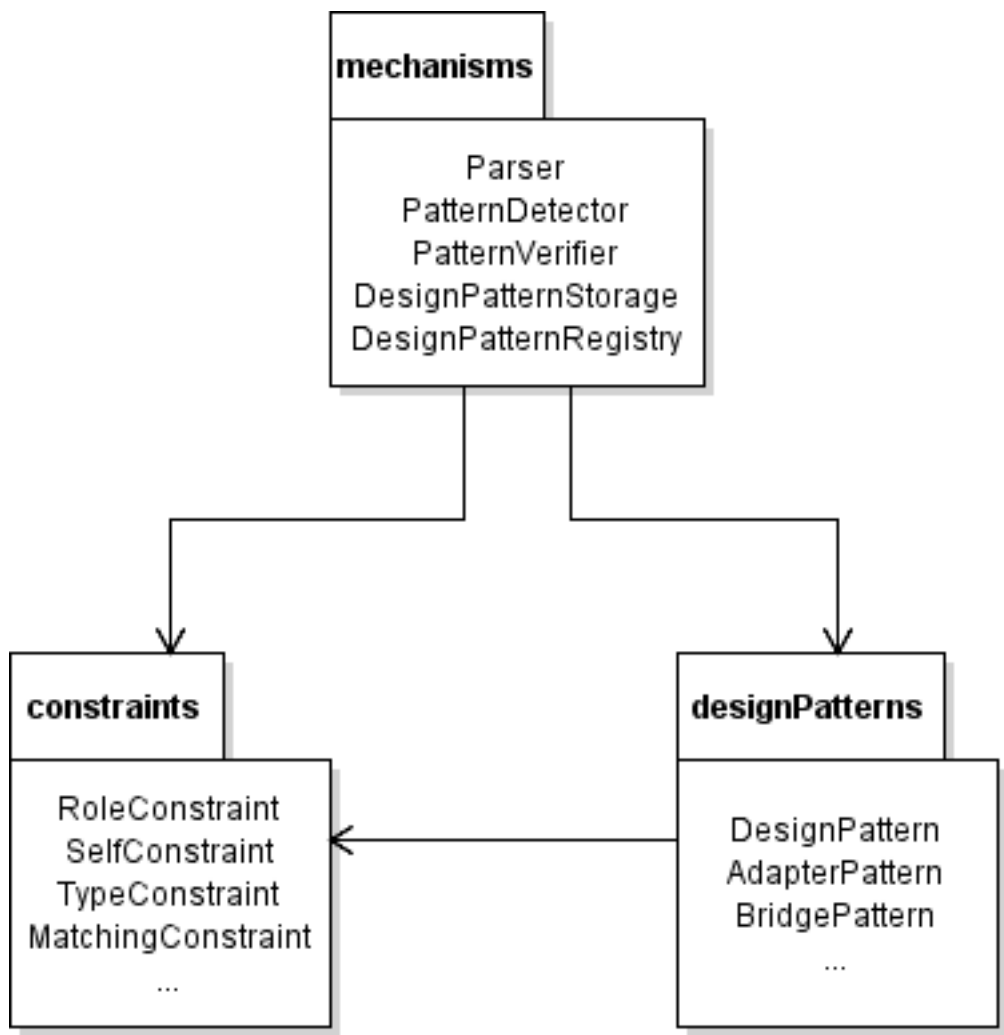 mechanisms
Parser
PatternDetector
PatternVerifier
DesignPatternStorage
DesignPatternRegistry
constraints
RoleConstraint
SelfConstraint
TypeConstraint
MatchingConstraint
...
designPatterns
DesignPattern
AdapterPattern
BridgePattern
...